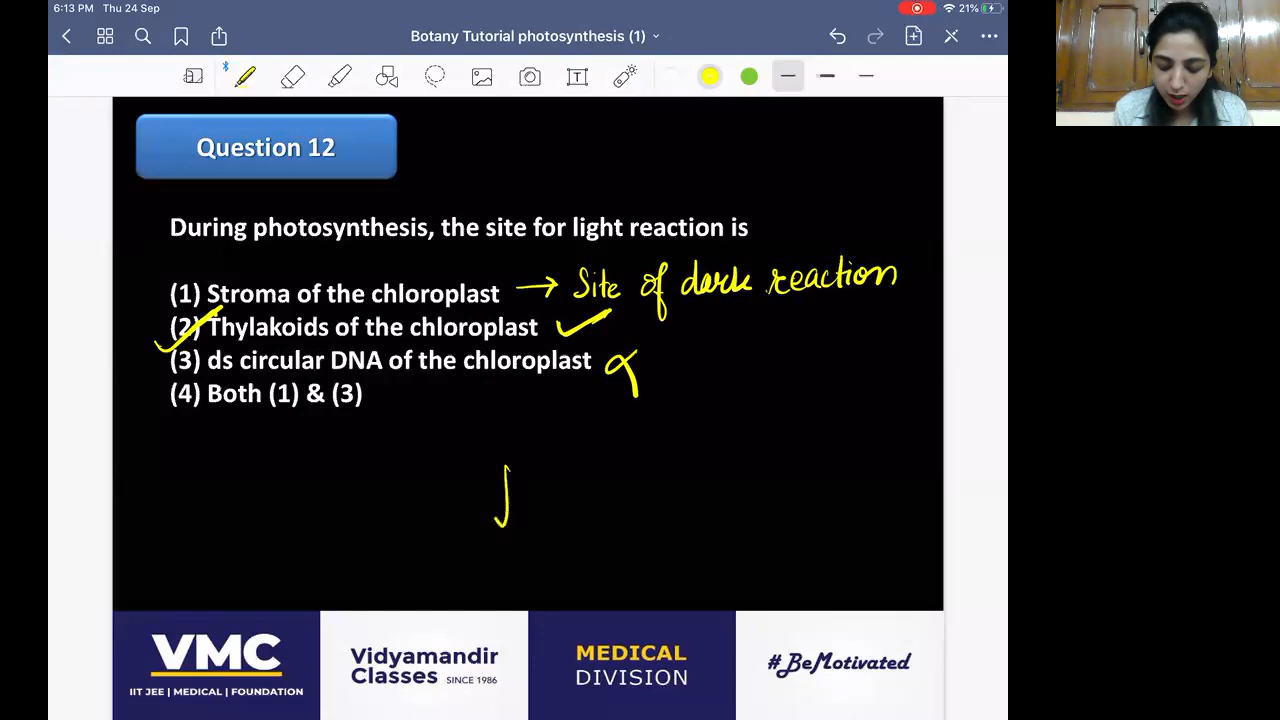 6:13 PM Thu 24 Sep
21%
Botany Tutorial photosynthesis (1)
T
Question 12
During photosynthesis, the site for light reaction is
(1) Stroma of the chloroplast → Site of dark reaction
(2) Thylakoids of the chloroplast
(3) ds circular DNA of the chloroplast
(4) Both (1) & (3)
VMC
IIT JEE | MEDICAL | FOUNDATION
Vidyamandir
Classes SINCE 1986
MEDICAL
DIVISION
#BeMotivated